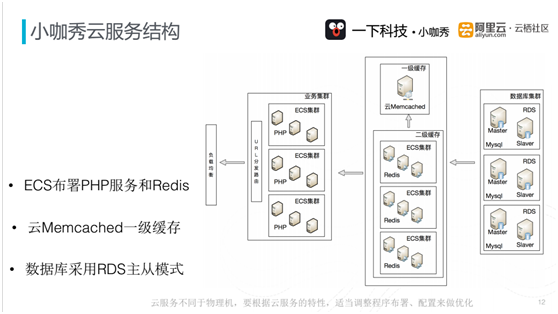 小咖秀云服务结构
一下科技·小咖秀
阿里云
aliyun.com
·云栖社区
ECS布署PHP服务和Redis
云Memcached一级缓存
数据库采用RDS主从模式
负载均衡
业务集群
URL分发路由
ECS集群
PHP
ECS集群
PHP
ECS集群
PHP
一级缓存
云Memcached
二级缓存
ECS集群
Redis
ECS集群
Redis
ECS集群
Redis
数据库集群
RDS
Master
Mysql
Slaver
RDS
Master
Mysql
Slaver
RDS
Master
Mysql
Slaver
云服务不同于物理机，要根据云服务的特性，适当调整程序布署、配置来做优化
12